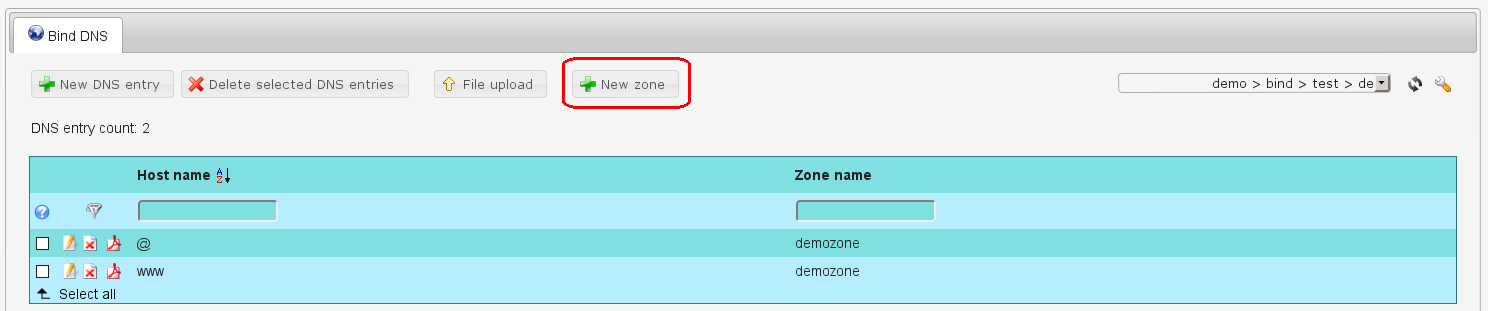 Bind DNS
New DNS entry Delete selected DNS entries File upload New zone demo > bind > test > de
DNS entry count: 2
Host name Zone name
@ demozone
www demozone
Select all